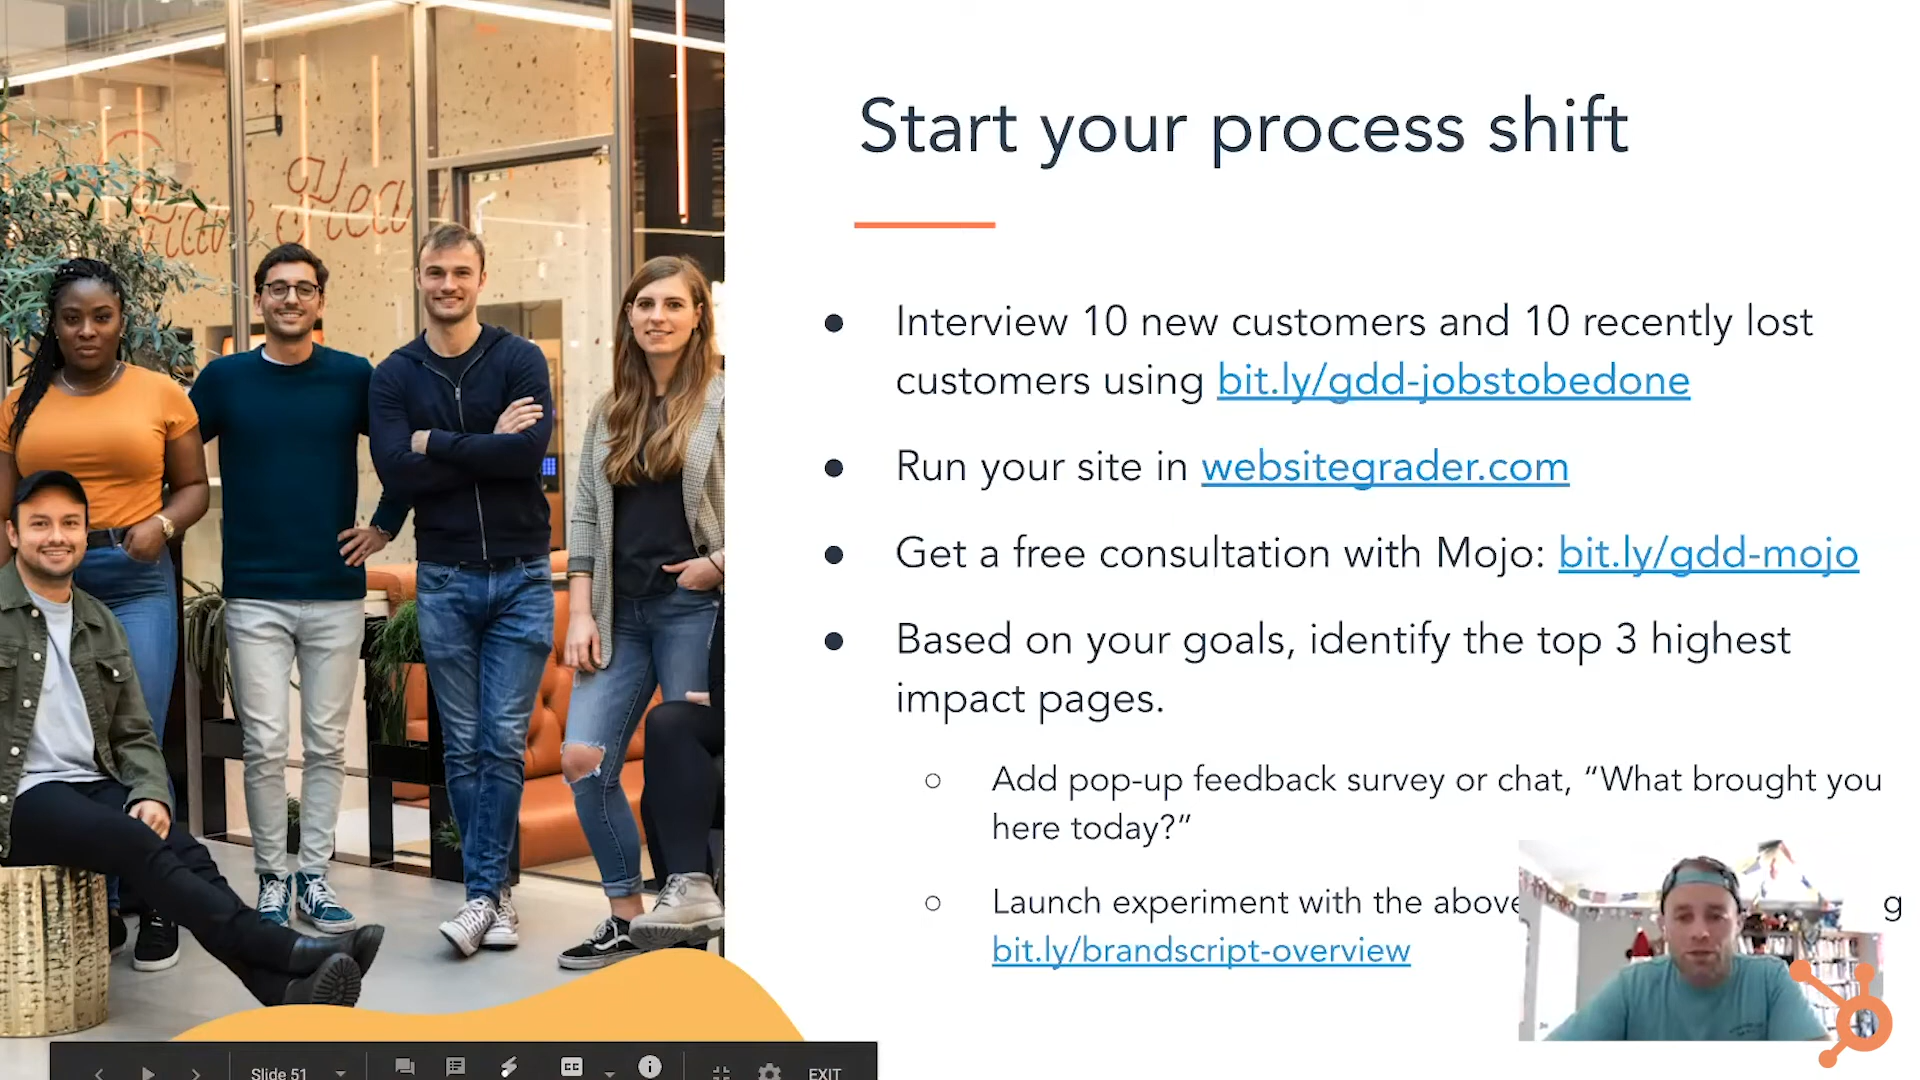 Start your process shift
● Interview 10 new customers and 10 recently lost
customers using bit.ly/gdd-jobstobedone
● Run your site in websitegrader.com
● Get a free consultation with Mojo: bit.ly/gdd-mojo
● Based on your goals, identify the top 3 highest
impact pages.
○ Add pop-up feedback survey or chat, “What brought you
here today?”
○ Launch experiment with the above g
bit.ly/brandscript-overview
Slide 51
CC
EXIT